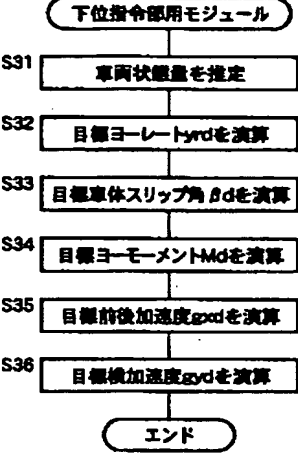 下位指令部用モジュール
S31
車両状態量を推定
S32
目標ヨーレートyrdを演算
S33
目標車体スリップ角βdを演算
S34
目標ヨーモーメントMdを演算
S35
目標前後加速度gxdを演算
S36
目標横加速度gydを演算
エンド